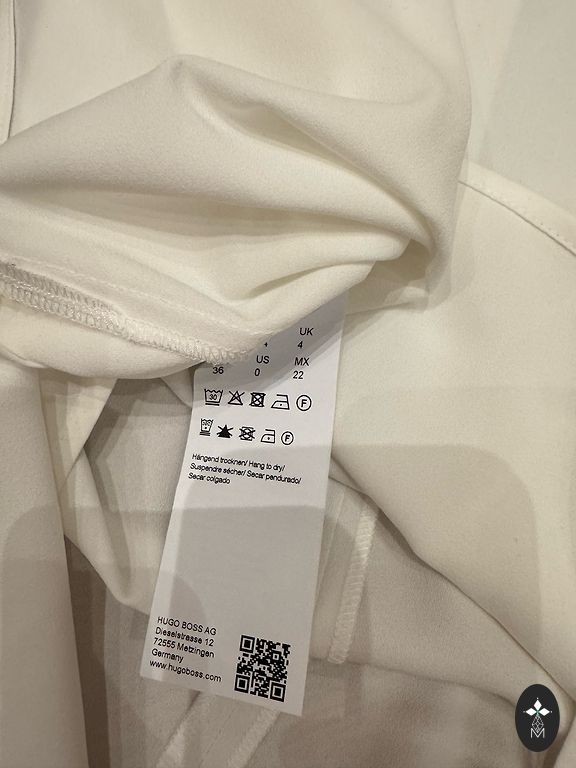 UK
4
US MX
36 0 22
30 F
F
Hängend trocknen/ Hang to dry/
Suspendre sécher/ Secar pendurado/
Secar colgado
HUGO BOSS AG
Dieselstrasse 12
72555 Metzingen
Germany
www.hugoboss.com
M